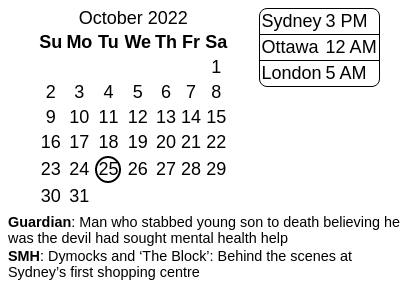 October 2022
Su Mo Tu We Th Fr Sa
1
2 3 4 5 6 7 8
9 10 11 12 13 14 15
16 17 18 19 20 21 22
23 24 25 26 27 28 29
30 31
Sydney 3 PM
Ottawa 12 AM
London 5 AM
Guardian: Man who stabbed young son to death believing he
was the devil had sought mental health help
SMH: Dymocks and ‘The Block’: Behind the scenes at
Sydney’s first shopping centre